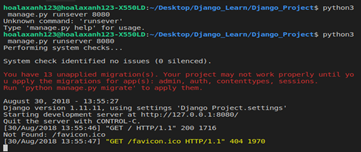 hoalaxanh123@hoalaxanh123-X550LD:~/Desktop/Django_Learn/Django_Project$ python3
 manage.py runsever 8080
Unknown command: 'runsever'
Type 'manage.py help' for usage.
hoalaxanh123@hoalaxanh123-X550LD:~/Desktop/Django_Learn/Django_Project$ python3
 manage.py runserver 8080
Performing system checks...
System check identified no issues (0 silenced).
You have 13 unapplied migration(s). Your project may not work properly until yo
u apply the migrations for app(s): admin, auth, contenttypes, sessions.
Run 'python manage.py migrate' to apply them.
August 30, 2018 - 13:55:27
Django version 1.11.11, using settings 'Django_Project.settings'
Starting development server at http://127.0.0.1:8080/
Quit the server with CONTROL-C.
[30/Aug/2018 13:55:46] "GET / HTTP/1.1" 200 1716
Not Found: /favicon.ico
[30/Aug/2018 13:55:47] "GET /favicon.ico HTTP/1.1" 404 1970